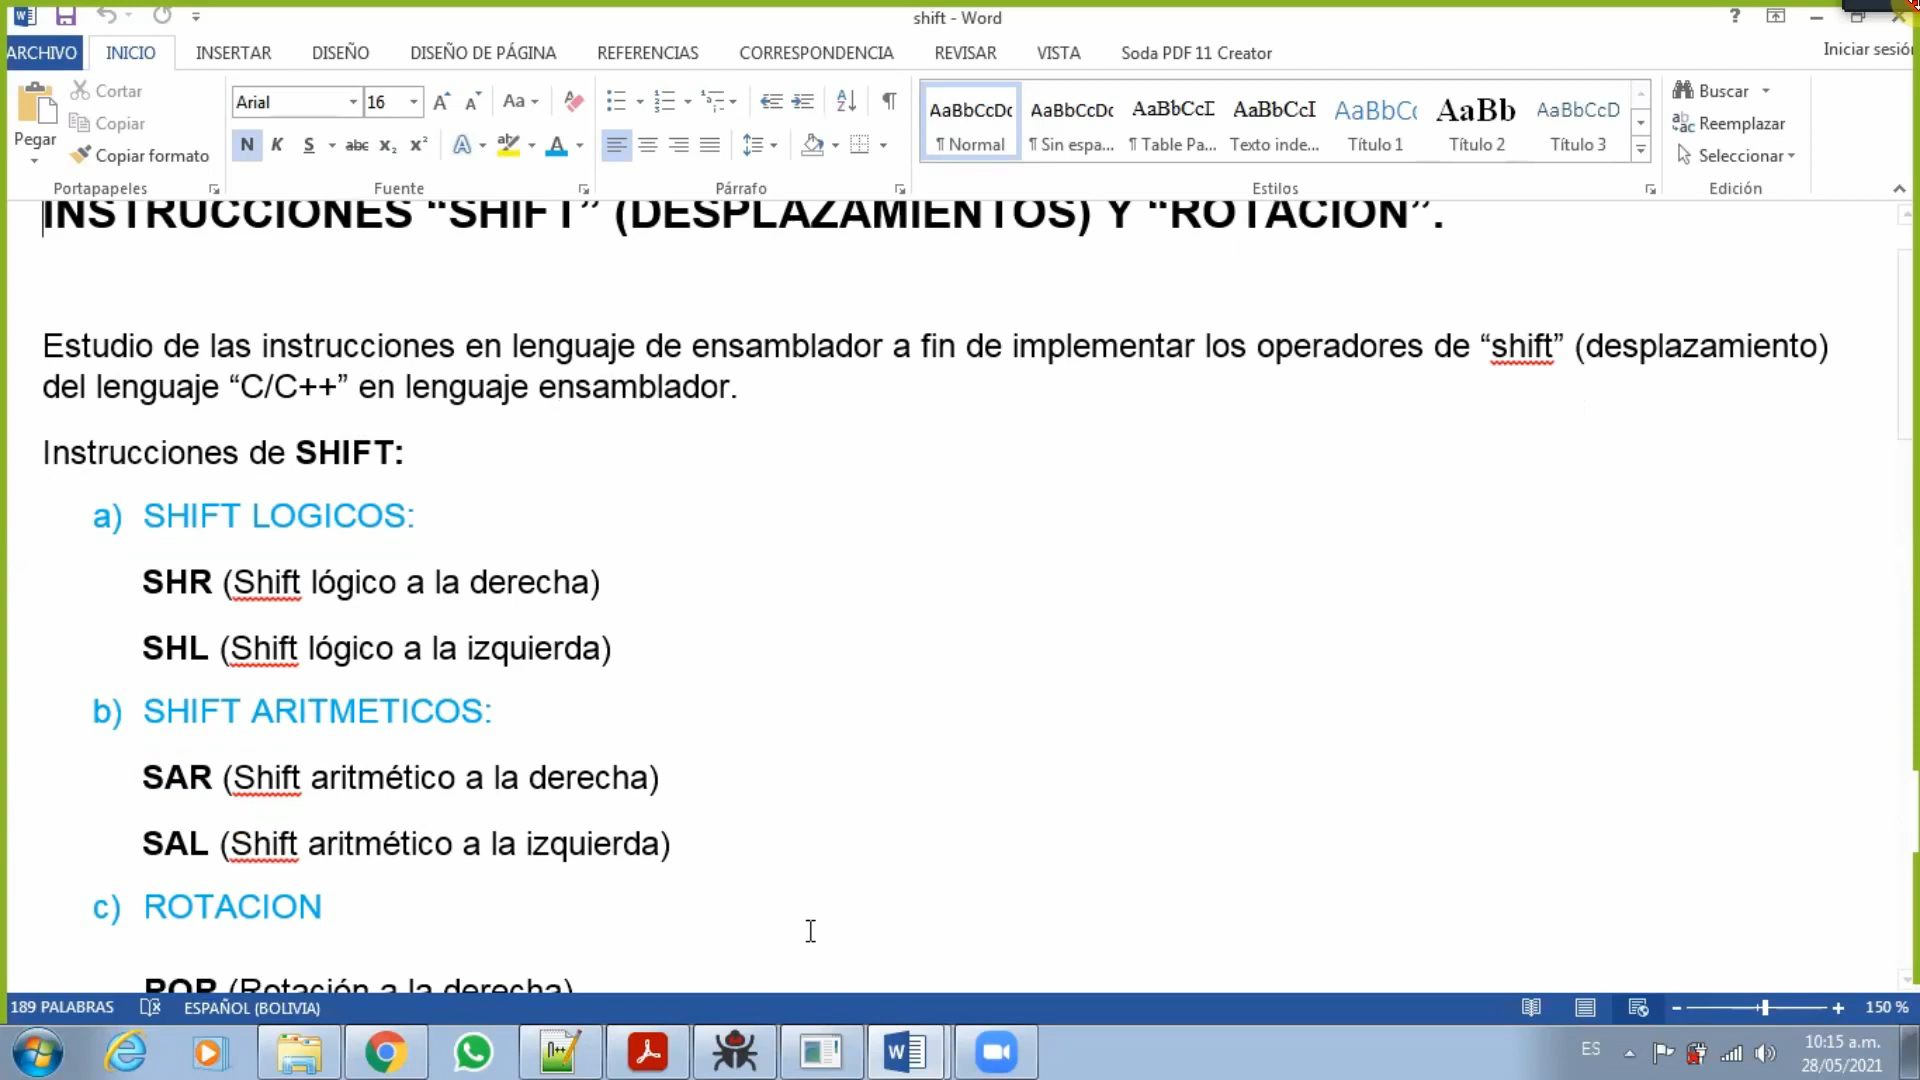 shift - Word
?
ARCHIVO INICIO INSERTAR DISEÑO DISEÑO DE PÁGINA REFERENCIAS CORRESPONDENCIA REVISAR VISTA Soda PDF 11 Creator Iniciar sesión
Pegar
Cortar
Copiar
Copiar formato
Portapapeles
Arial 16
N K S abc
Fuente
Párrafo
AaBbCcDc AaBbCcDc AaBbCcI AaBbCcI AaBbCc AaBb AaBbCcD
¶ Normal ¶ Sin espa... ¶ Table Pa... Texto inde... Título 1 Título 2 Título 3
Estilos
Buscar
Reemplazar
Seleccionar
Edición
INSTRUCCIONES “SHIFT” (DESPLAZAMIENTOS) Y “ROTACION”.
Estudio de las instrucciones en lenguaje de ensamblador a fin de implementar los operadores de “shift” (desplazamiento)
del lenguaje “C/C++” en lenguaje ensamblador.
Instrucciones de SHIFT:
a) SHIFT LOGICOS:
SHR (Shift lógico a la derecha)
SHL (Shift lógico a la izquierda)
b) SHIFT ARITMETICOS:
SAR (Shift aritmético a la derecha)
SAL (Shift aritmético a la izquierda)
c) ROTACION
ROR (Rotación a la derecha)
189 PALABRAS ESPAÑOL (BOLIVIA) 150 %
ES
10:15 a.m.
28/05/2021